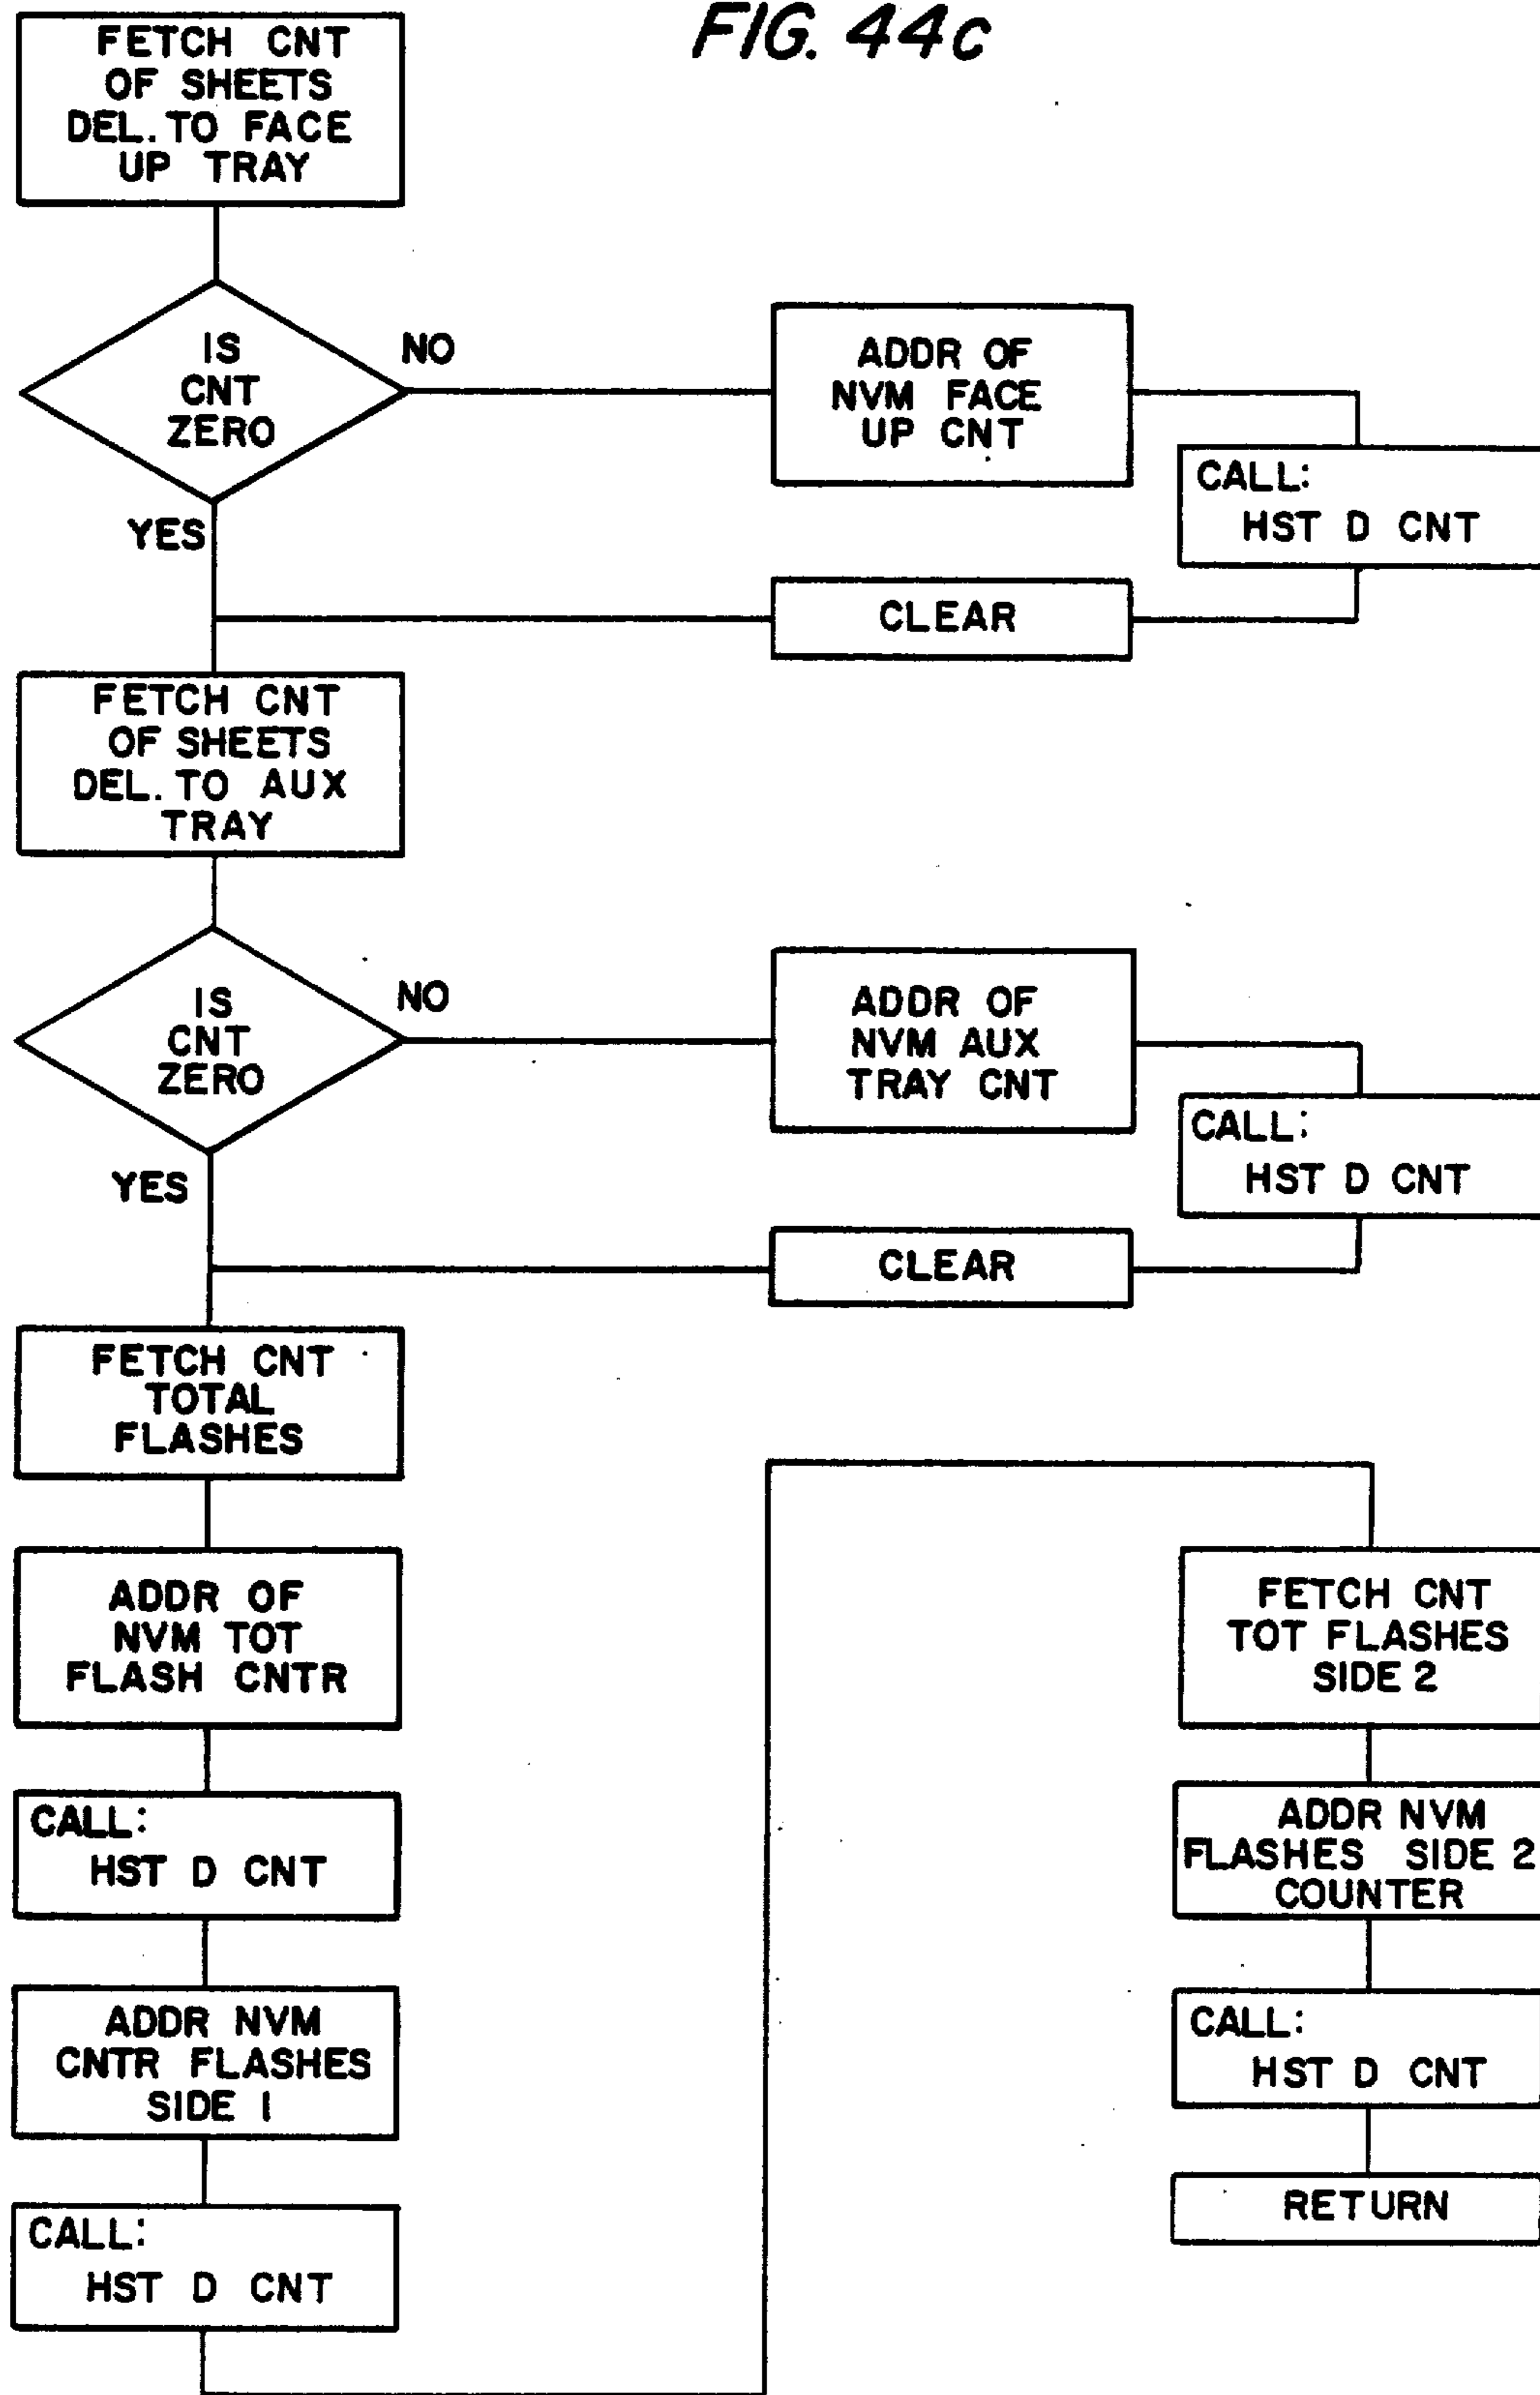 FIG. 44c
FETCH CNT
OF SHEETS
DEL. TO FACE
UP TRAY
IS
CNT
ZERO
NO
YES
ADDR OF
NVM FACE
UP CNT
CALL:
HST D CNT
CLEAR
FETCH CNT
OF SHEETS
DEL. TO AUX
TRAY
IS
CNT
ZERO
NO
YES
ADDR OF
NVM AUX
TRAY CNT
CALL:
HST D CNT
CLEAR
FETCH CNT
TOTAL
FLASHES
ADDR OF
NVM TOT
FLASH CNTR
CALL:
HST D CNT
ADDR NVM
CNTR FLASHES
SIDE 1
CALL:
HST D CNT
FETCH CNT
TOT FLASHES
SIDE 2
ADDR NVM
FLASHES SIDE 2
COUNTER
CALL:
HST D CNT
RETURN